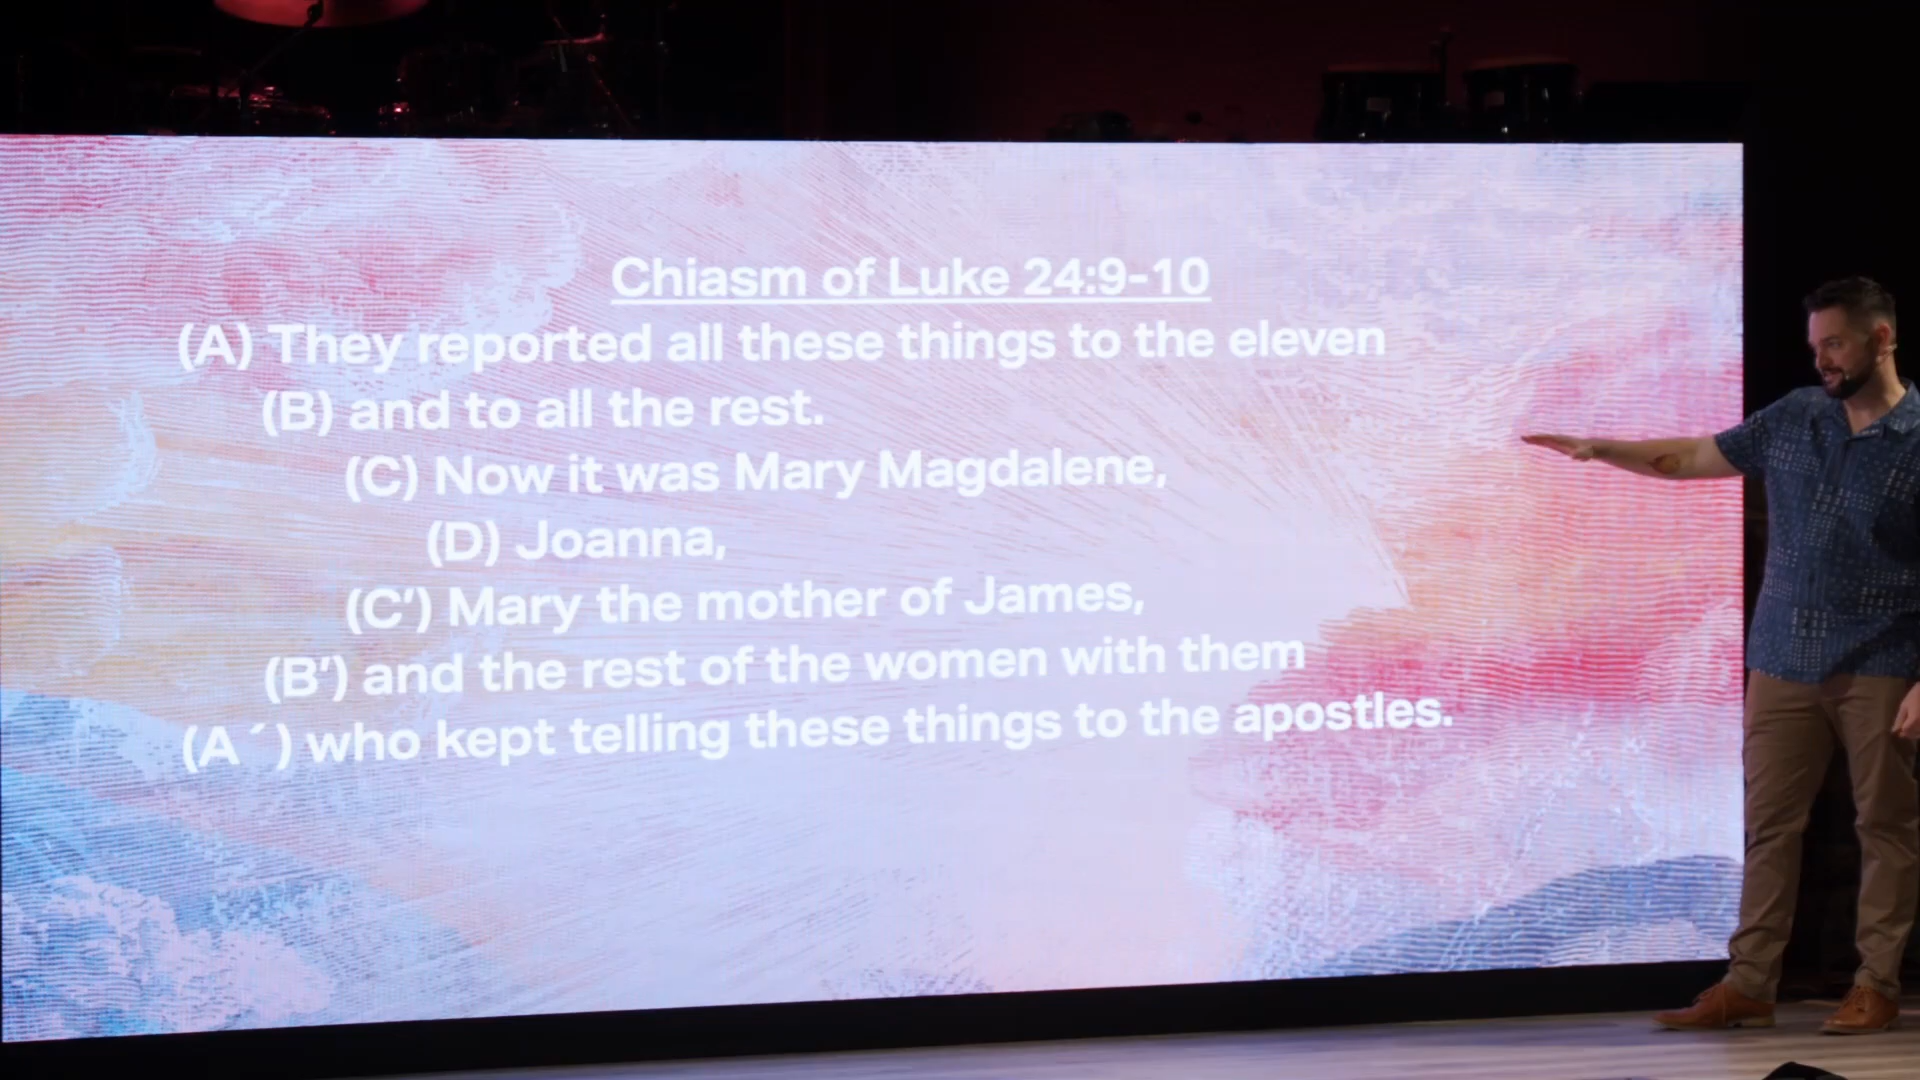 Chiasm of Luke 24:9-10
(A) They reported all these things to the eleven
(B) and to all the rest.
(C) Now it was Mary Magdalene,
(D) Joanna,
(C′) Mary the mother of James,
(B′) and the rest of the women with them
(A´) who kept telling these things to the apostles.